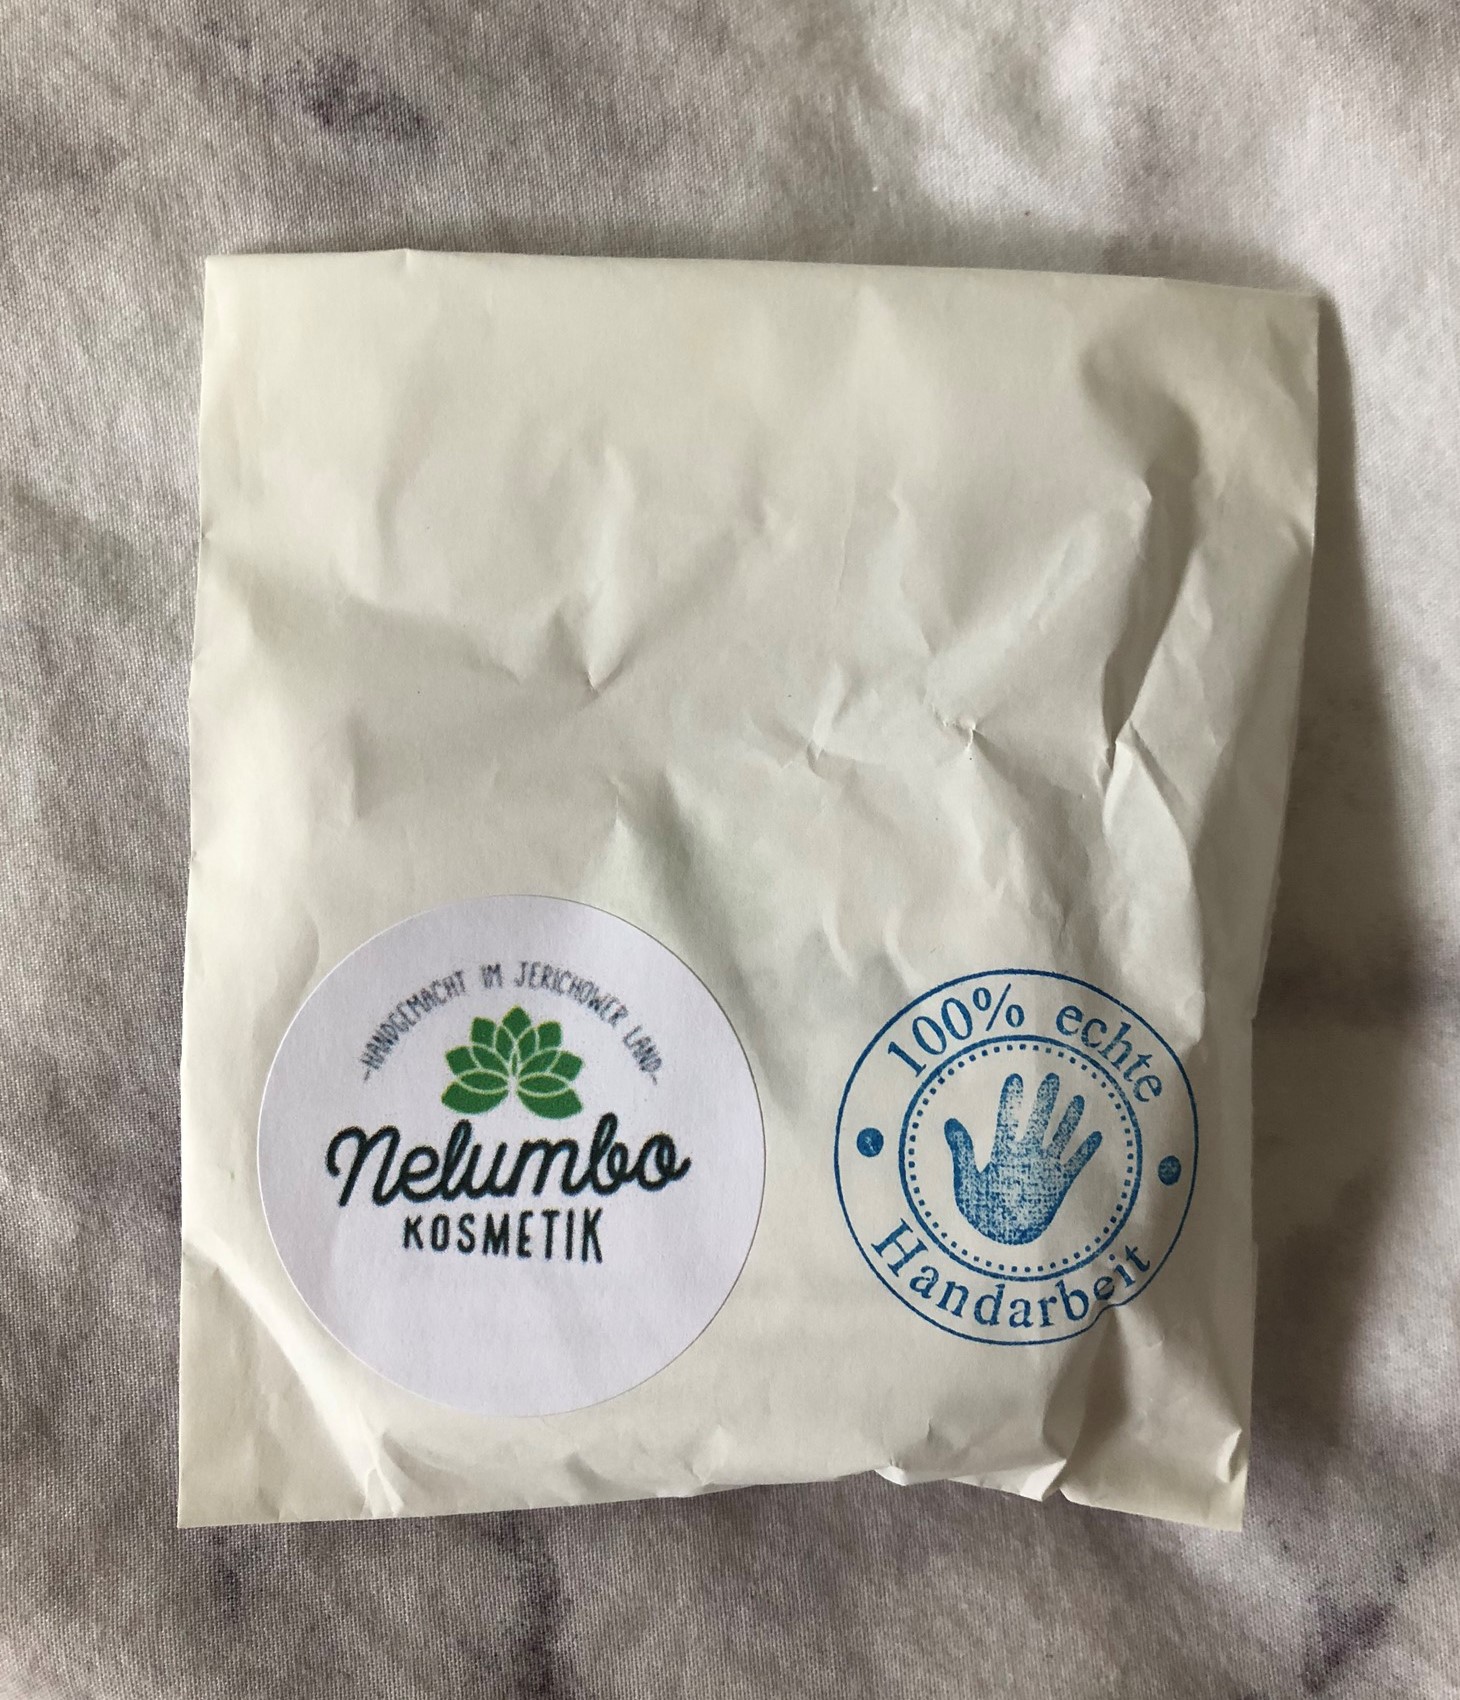 -HANDGEMACHT IM JERICHOWER LAND-
Nelumbo
KOSMETIK
100% echte
Handarbeit